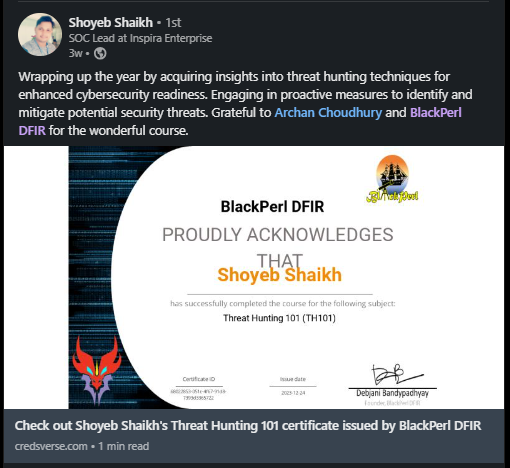 Shoyeb Shaikh • 1st
SOC Lead at Inspira Enterprise
3w •
Wrapping up the year by acquiring insights into threat hunting techniques for
enhanced cybersecurity readiness. Engaging in proactive measures to identify and
mitigate potential security threats. Grateful to Archan Choudhury and BlackPerl
DFIR for the wonderful course.
BlackPerl DFIR
PROUDLY ACKNOWLEDGES
THAT
Shoyeb Shaikh
has successfully completed the course for the following subject:
Threat Hunting 101 (TH101)
Certificate ID
Issue date
2023-12-24
Debjani Bandypadhyay
Founder, BlackPerl DFIR
Check out Shoyeb Shaikh's Threat Hunting 101 certificate issued by BlackPerl DFIR
credsverse.com • 1 min read